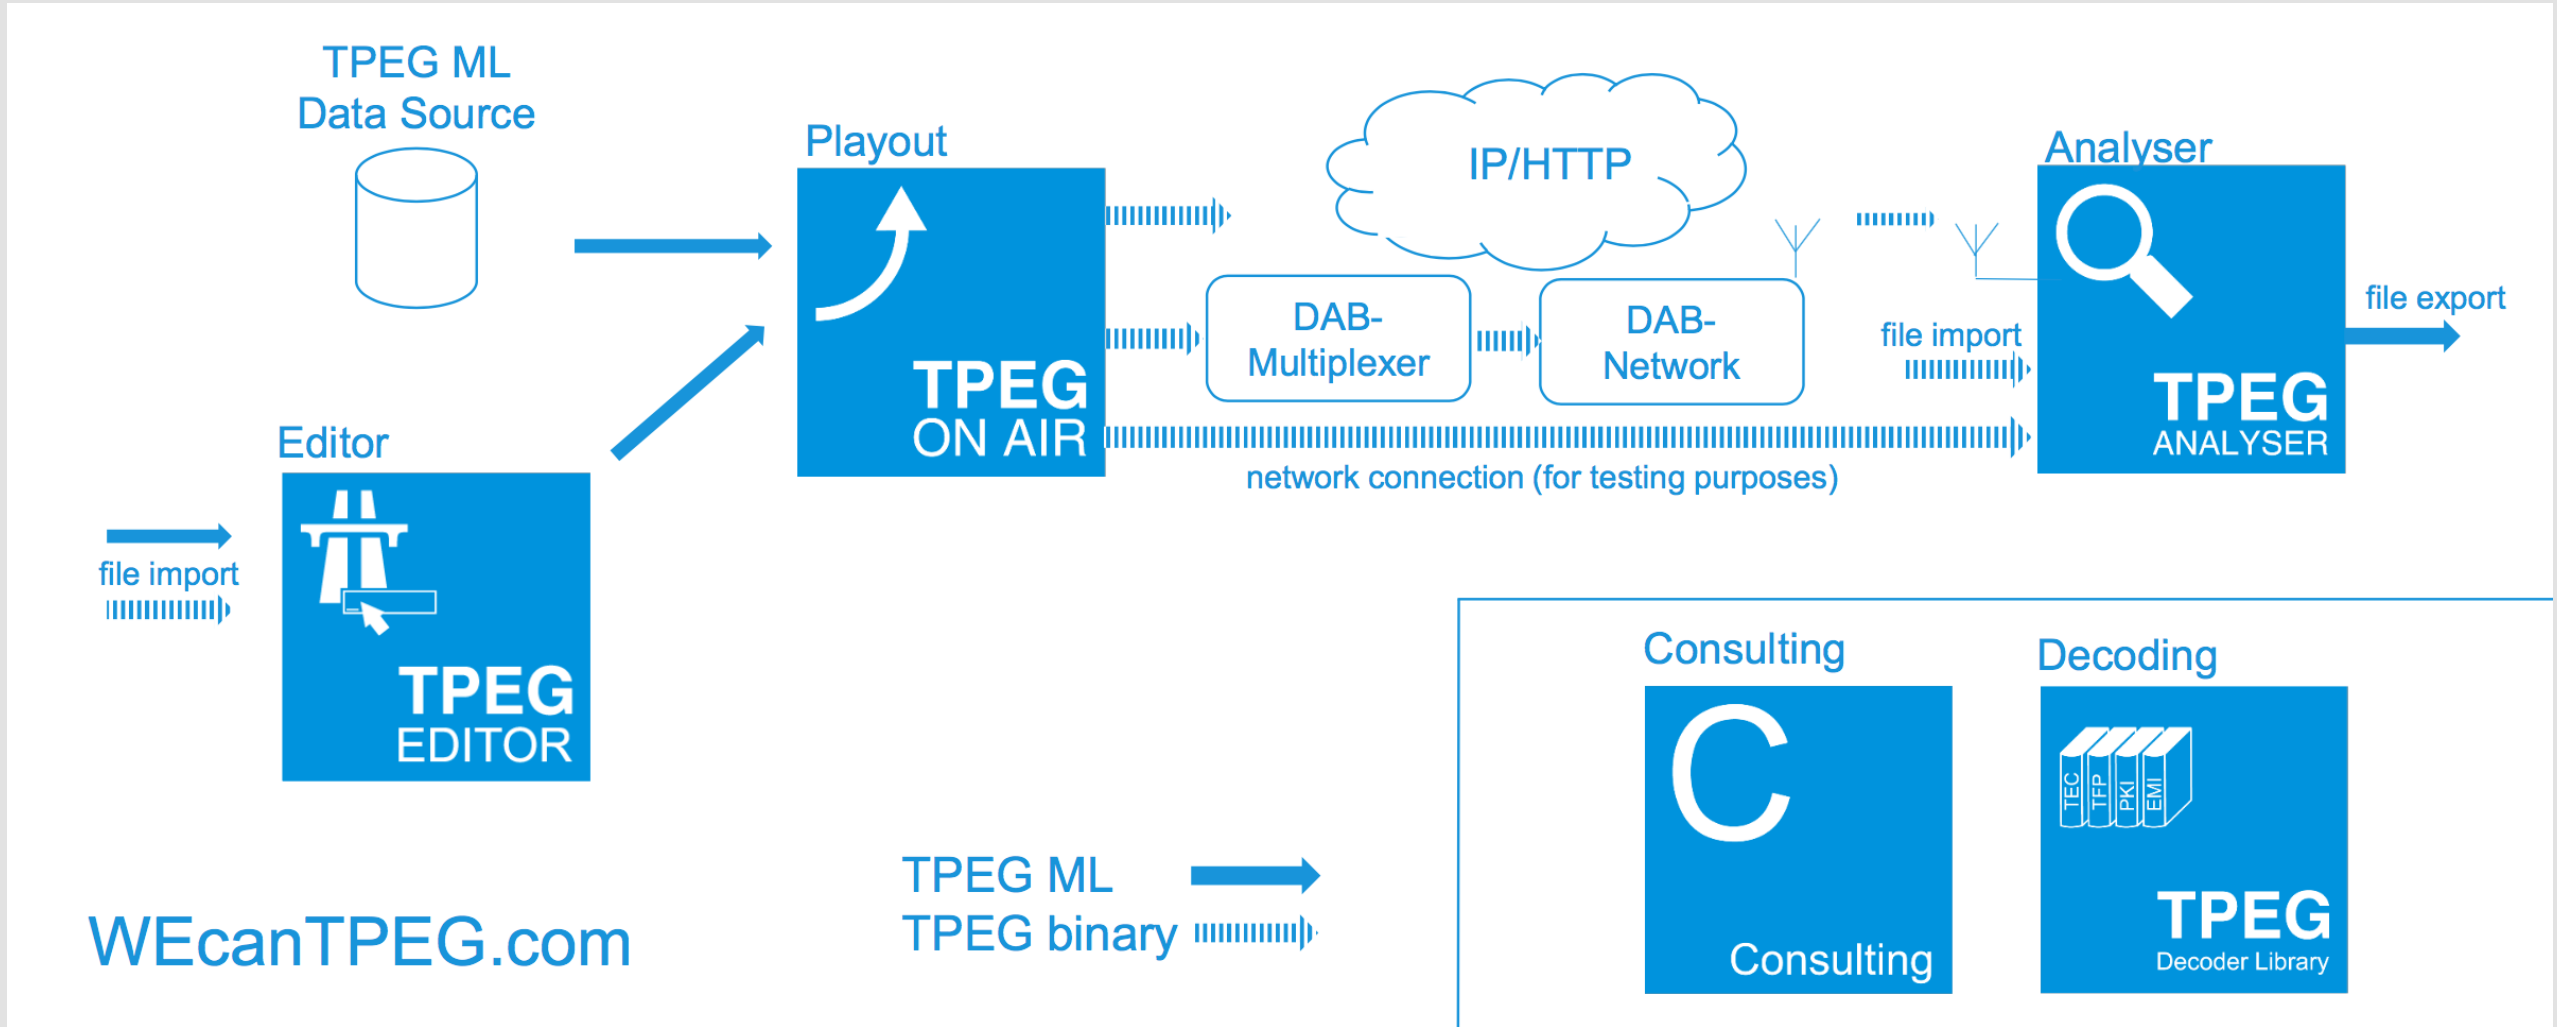 TPEG ML
Data Source
Playout
TPEG
ON AIR
IP/HTTP
DAB-
Multiplexer
DAB-
Network
network connection (for testing purposes)
Analyser
file import
TPEG
ANALYSER
file export
Editor
file import
TPEG
EDITOR
WEcanTPEG.com
TPEG ML
TPEG binary
Consulting
C
Consulting
Decoding
TEC
TFP
PKI
EMI
TPEG
Decoder Library